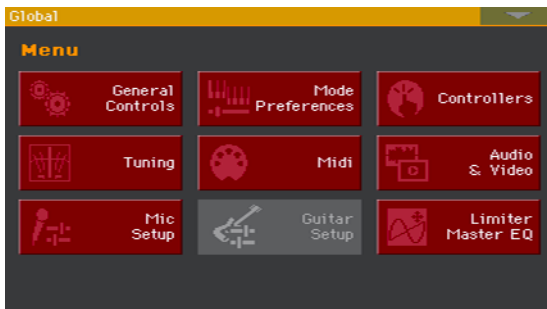 Global
Menu
General
Controls
Mode
Preferences
Controllers
Tuning
Midi
Audio
& Video
Mic
Setup
Guitar
Setup
Limiter
Master EQ